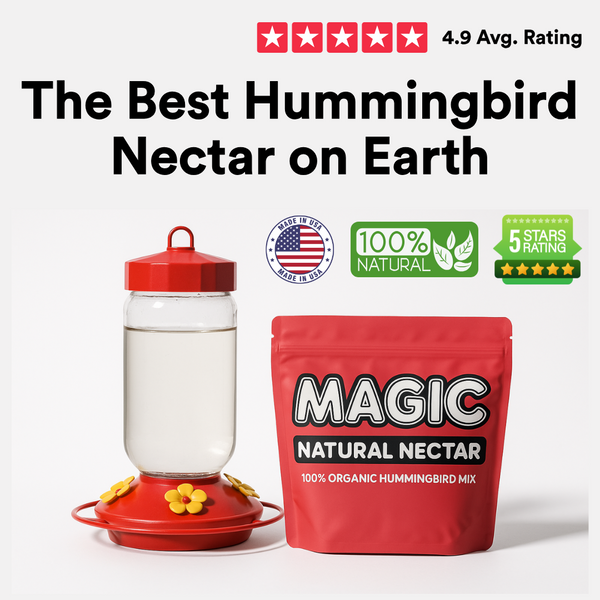 4.9 Avg. Rating
The Best Hummingbird
Nectar on Earth
MADE IN USA
MADE IN USA
100%
NATURAL
5 STARS
RATING
MAGIC
NATURAL NECTAR
100% ORGANIC HUMMINGBIRD MIX